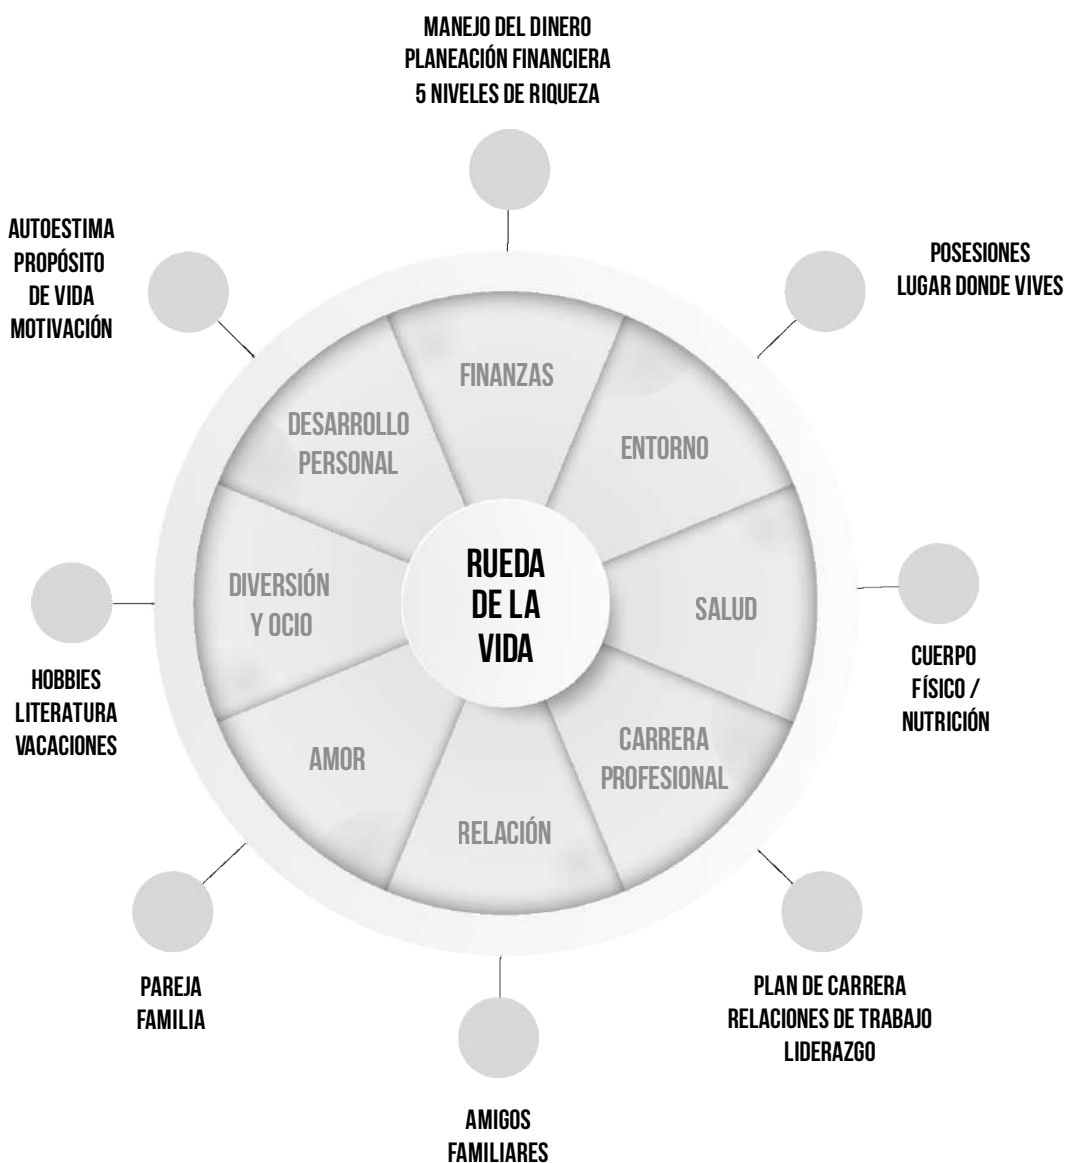 MANEJO DEL DINERO
PLANEACIÓN FINANCIERA
5 NIVELES DE RIQUEZA
AUTOESTIMA
PROPÓSITO
DE VIDA
MOTIVACIÓN
POSESIONES
LUGAR DONDE VIVES
FINANZAS
DESARROLLO
PERSONAL
ENTORNO
RUEDA
DE LA
VIDA
DIVERSIÓN
Y OCIO
SALUD
HOBBIES
LITERATURA
VACACIONES
CUERPO
FÍSICO /
NUTRICIÓN
AMOR
CARRERA
PROFESIONAL
RELACIÓN
PAREJA
FAMILIA
PLAN DE CARRERA
RELACIONES DE TRABAJO
LIDERAZGO
AMIGOS
FAMILIARES